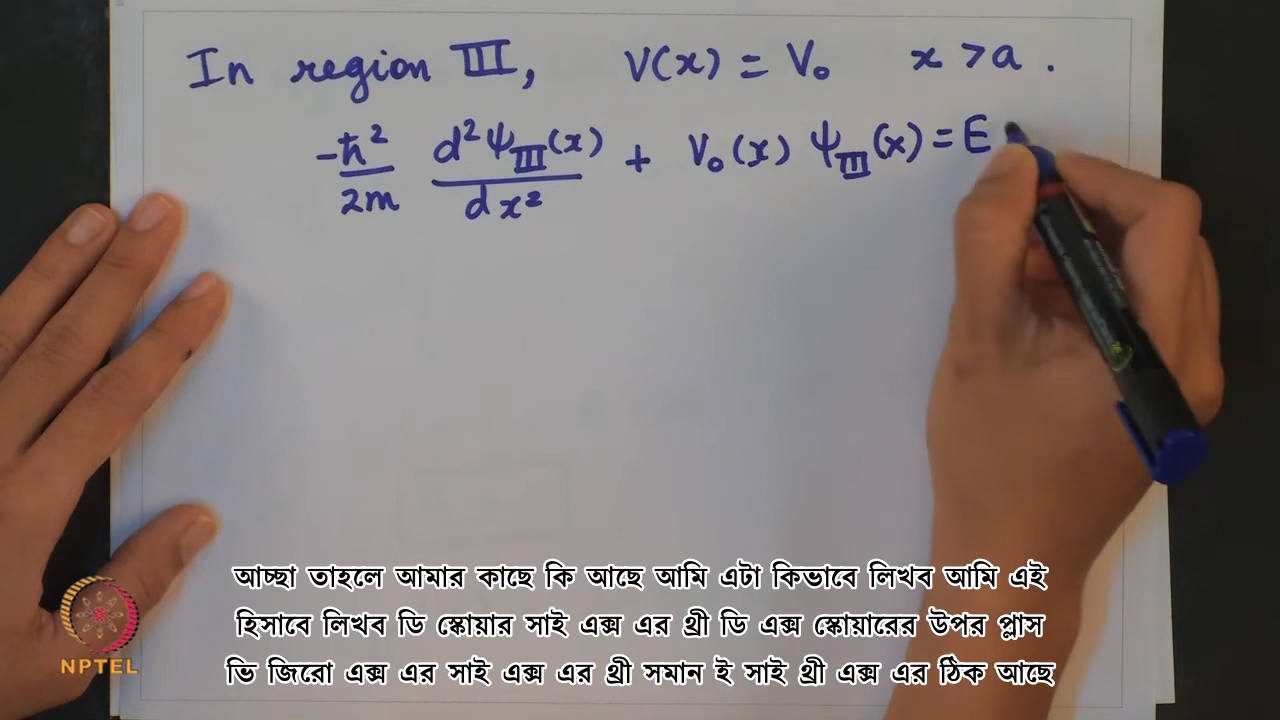 In region III, V(x) = V₀ x > a .
-ħ²/2m d²ψ_III(x)/dx² + V₀(x) ψ_III(x) = E
আচ্ছা তাহলে আমার কাছে কি আছে আমি এটা কিভাবে লিখব আমি এই
হিসাবে লিখব ডি স্কোয়ার সাই এক্স এর থ্রী ডি এক্স স্কোয়ারের উপর প্লাস
ভি জিরো এক্স এর সাই এক্স এর থ্রী সমান ই সাই থ্রী এক্স এর ঠিক আছে
NPTEL